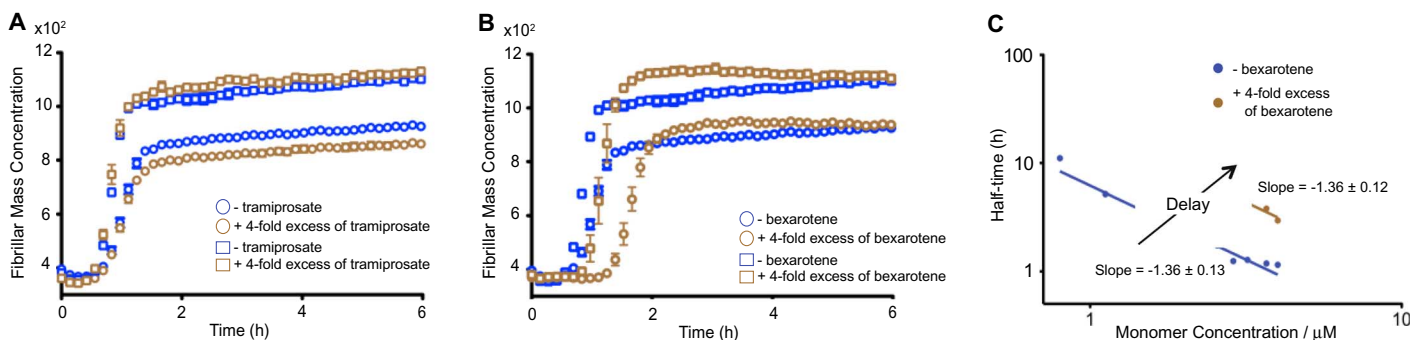 A
x10²
Fibrillar Mass Concentration
12
10
8
6
4
0
2
4
6
Time (h)
- tramiprosate
+ 4-fold excess of tramiprosate
- tramiprosate
+ 4-fold excess of tramiprosate
B
x10²
Fibrillar Mass Concentration
12
10
8
6
4
0
2
4
6
Time (h)
- bexarotene
+ 4-fold excess of bexarotene
- bexarotene
+ 4-fold excess of bexarotene
C
Half-time (h)
100
10
1
1
10
Monomer Concentration / μM
- bexarotene
+ 4-fold excess
of bexarotene
Delay
Slope = -1.36 ± 0.12
Slope = -1.36 ± 0.13